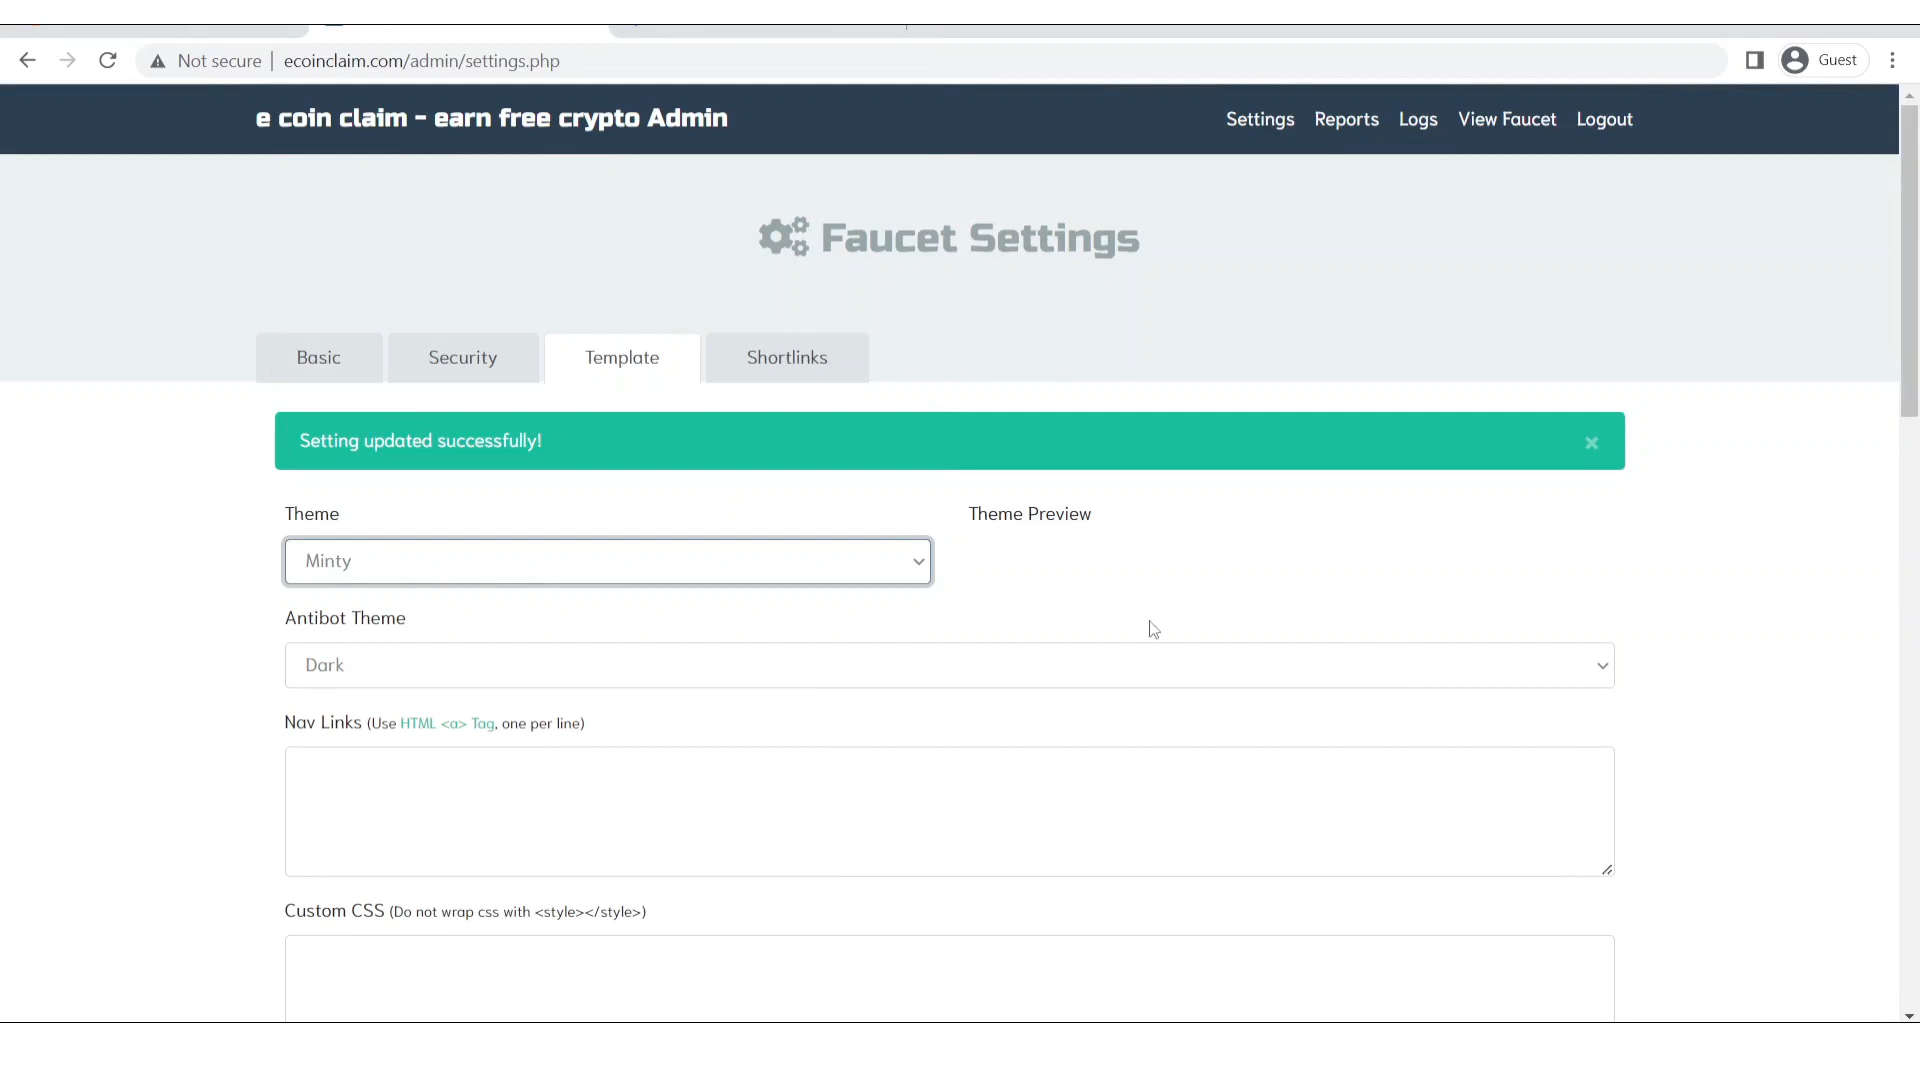 Not secure | ecoinclaim.com/admin/settings.php
Guest
e coin claim - earn free crypto Admin
Settings
Reports
Logs
View Faucet
Logout
Faucet Settings
Basic
Security
Template
Shortlinks
Setting updated successfully!
×
Theme
Theme Preview
Minty
Antibot Theme
Dark
Nav Links (Use HTML <a> Tag, one per line)
Custom CSS (Do not wrap css with <style></style>)